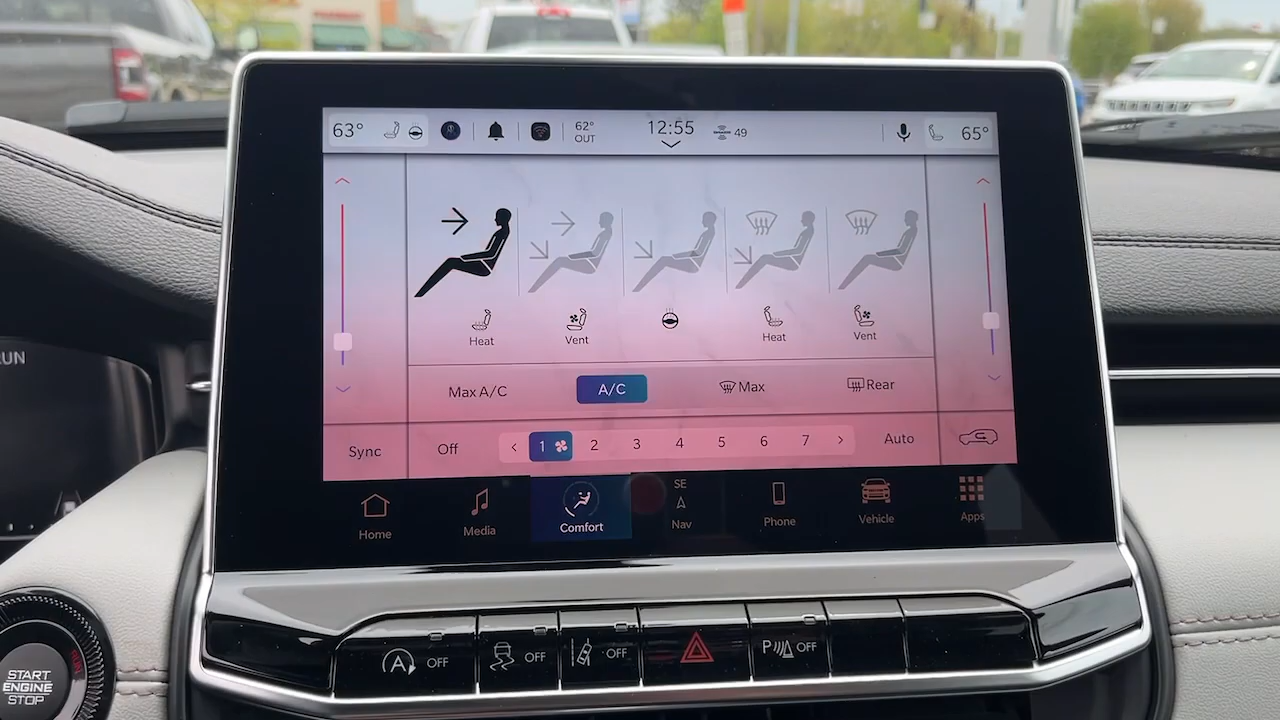 63° 62° OUT 12:55 49 65°
Heat Vent Heat Vent
Max A/C A/C Max Rear
Sync Off < 1 2 3 4 5 6 7 > Auto
Home Media Comfort SE Nav Phone Vehicle Apps
UN
OFF OFF OFF P OFF
START
ENGINE
STOP